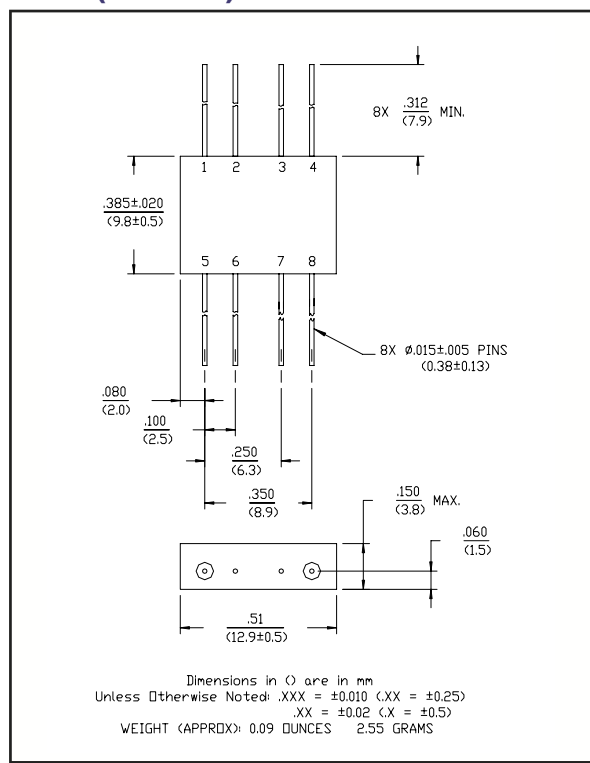 8X .312 MIN.
(7.9)
1 2 3 4
.385±.020
(9.8±0.5)
5 6 7 8
8X Ø.015±.005 PINS
(0.38±0.13)
.080
(2.0)
.100
(2.5)
.250
(6.3)
.350
(8.9)
.150 MAX.
(3.8)
.060
(1.5)
.51
(12.9±0.5)
Dimensions in () are in mm
Unless Otherwise Noted: .XXX = ±0.010 (.XX = ±0.25)
.XX = ±0.02 (.X = ±0.5)
WEIGHT (APPROX): 0.09 OUNCES 2.55 GRAMS